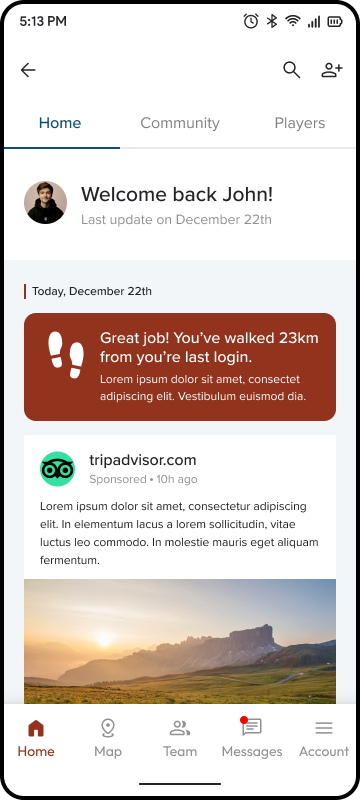 5:13 PM
Home Community Players
Welcome back John!
Last update on December 22th
Today, December 22th
Great job! You’ve walked 23km
from you’re last login.
Lorem ipsum dolor sit amet, consectet
adipiscing elit. Vestibulum euismod dia.
tripadvisor.com
Sponsored • 10h ago
Lorem ipsum dolor sit amet, consectetur adipiscing
elit. In elementum lacus a lorem sollicitudin, vitae
luctus leo commodo. In molestie mauris eget aliquam
fermentum.
Home Map Team Messages Account